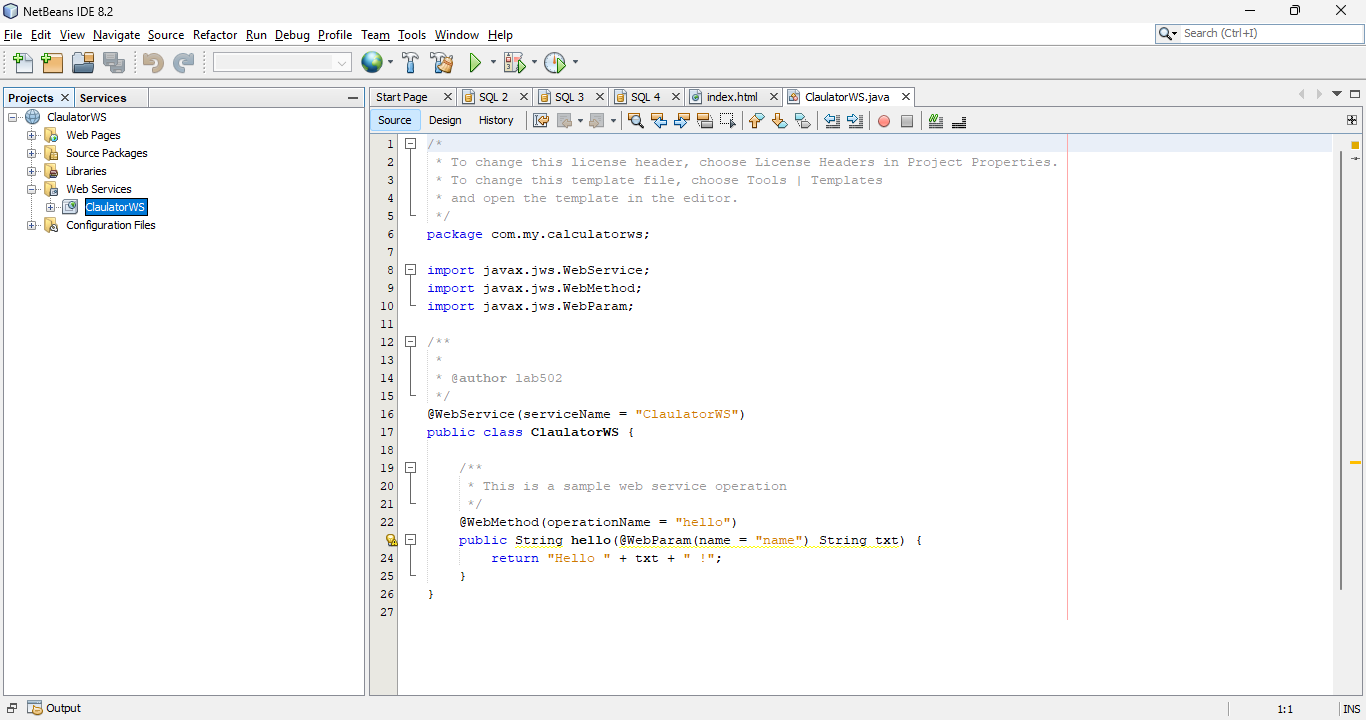 NetBeans IDE 8.2
File Edit View Navigate Source Refactor Run Debug Profile Team Tools Window Help
Search (Ctrl+I)
Projects Services
ClaulatorWS
Web Pages
Source Packages
Libraries
Web Services
ClaulatorWS
Configuration Files
Start Page SQL 2 SQL 3 SQL 4 index.html ClaulatorWS.java
Source Design History
1 /*
2 * To change this license header, choose License Headers in Project Properties.
3 * To change this template file, choose Tools | Templates
4 * and open the template in the editor.
5 */
6 package com.my.calculatorws;
7
8 import javax.jws.WebService;
9 import javax.jws.WebMethod;
10 import javax.jws.WebParam;
11
12 /**
13 *
14 * @author lab502
15 */
16 @WebService(serviceName = "ClaulatorWS")
17 public class ClaulatorWS {
18
19 /**
20 * This is a sample web service operation
21 */
22 @WebMethod(operationName = "hello")
public String hello(@WebParam(name = "name") String txt) {
24 return "Hello " + txt + " !";
25 }
26 }
27
Output
1:1 INS